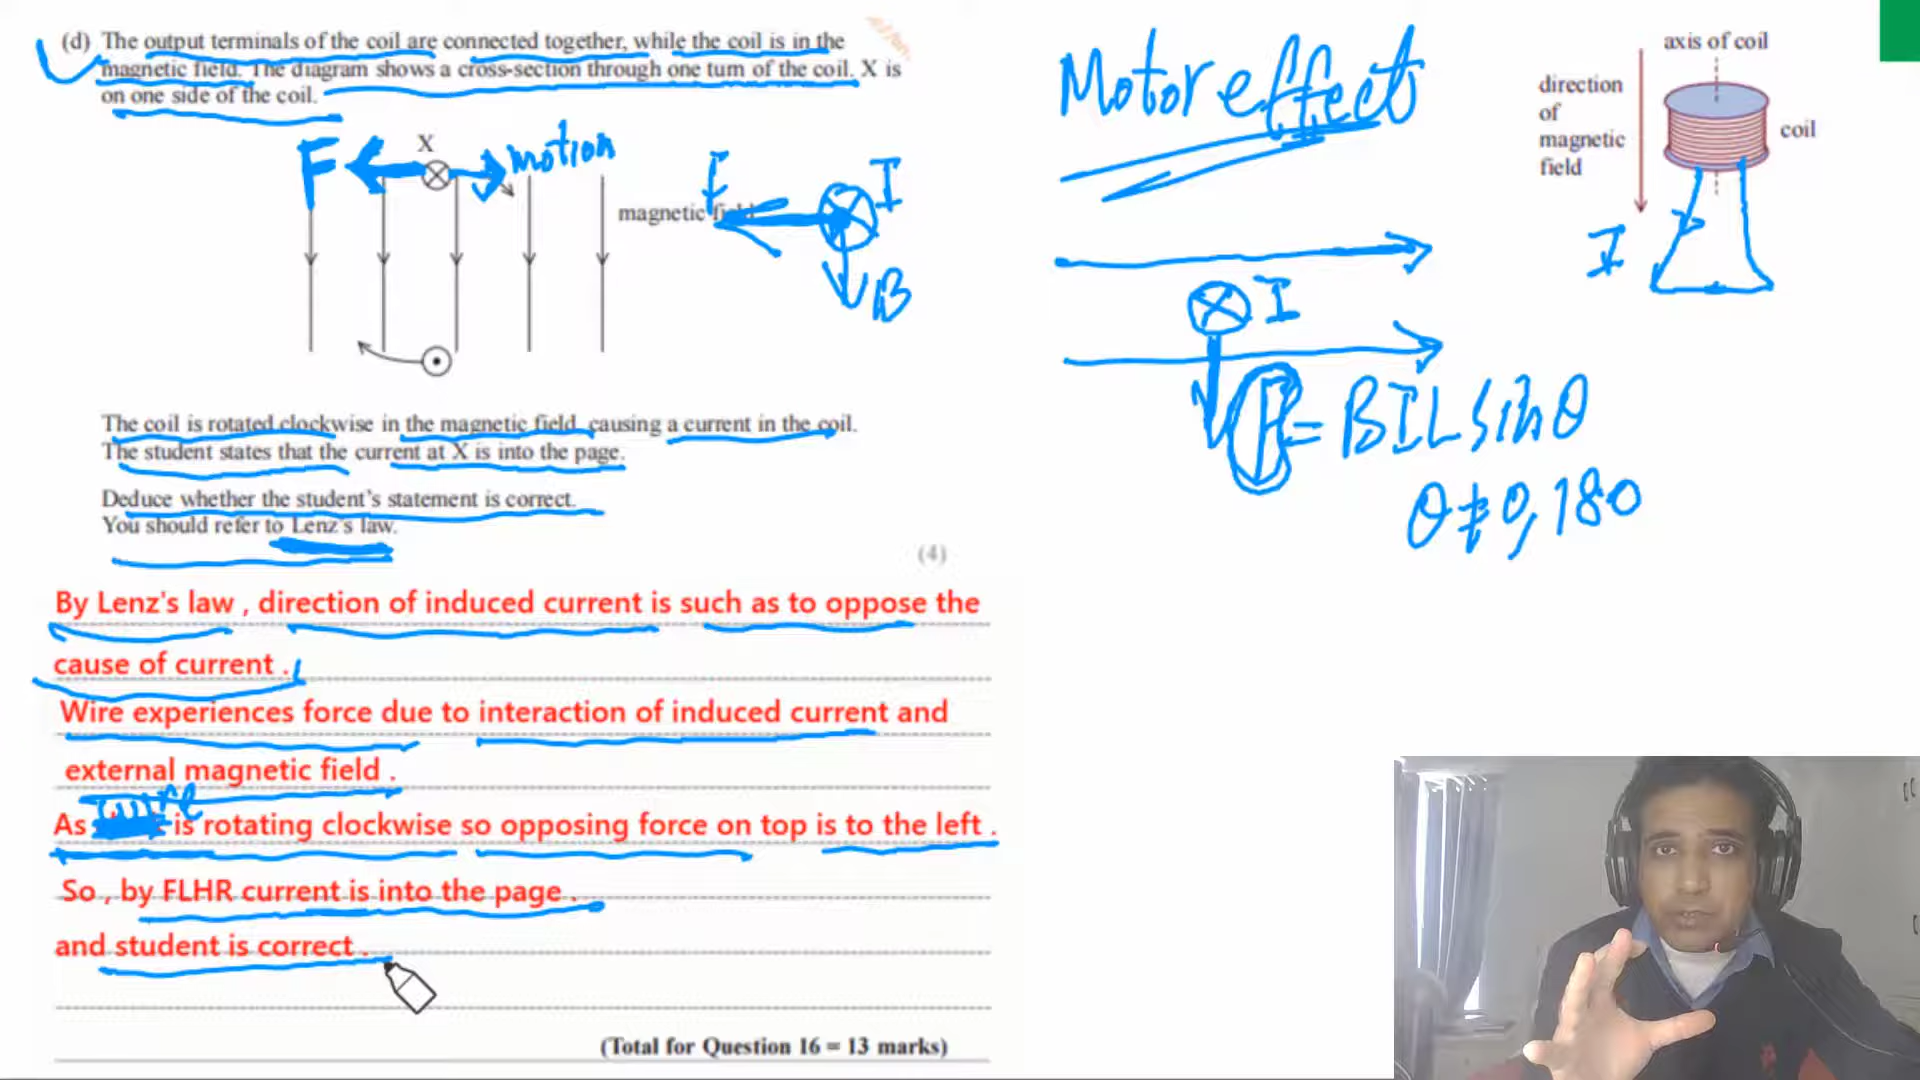 (d) The output terminals of the coil are connected together, while the coil is in the
magnetic field. The diagram shows a cross-section through one turn of the coil. X is
on one side of the coil.
X
F
motion
magnetic
F
I
B
The coil is rotated clockwise in the magnetic field, causing a current in the coil.
The student states that the current at X is into the page.
Deduce whether the student's statement is correct.
You should refer to Lenz's law.
(4)
By Lenz's law , direction of induced current is such as to oppose the
cause of current .
Wire experiences force due to interaction of induced current and
external magnetic field .
wire
As is rotating clockwise so opposing force on top is to the left .
So , by FLHR current is into the page .
and student is correct .
(Total for Question 16 = 13 marks)
Motor effect
I
F = BIL sin θ
θ ≠ 0, 180
axis of coil
direction
of
magnetic
field
coil
I